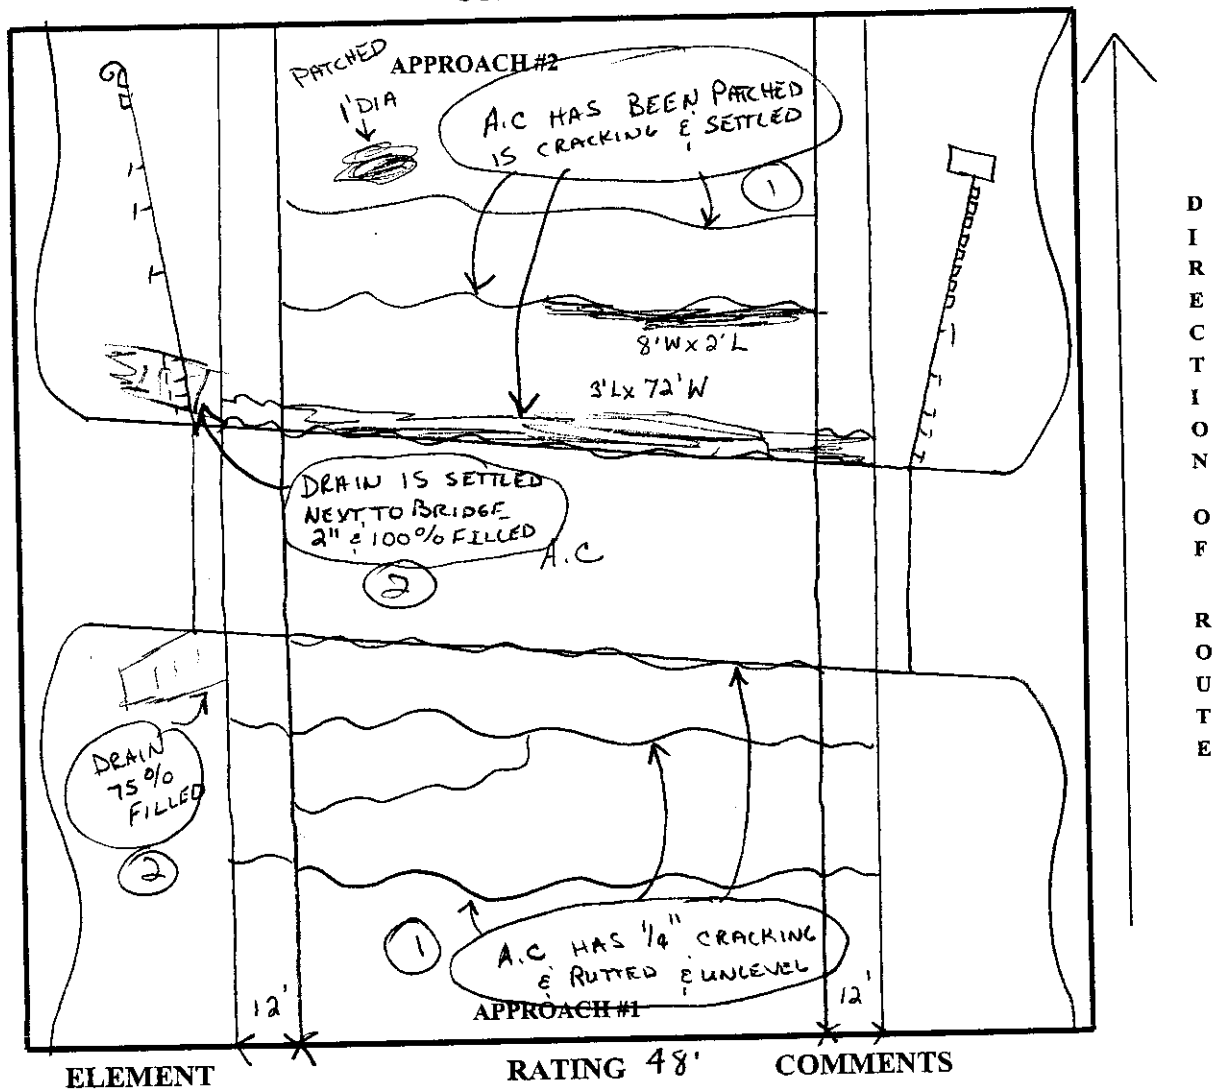 PATCHED
1' DIA
APPROACH #2
A.C HAS BEEN PATCHED
IS CRACKING & SETTLED
1
8'W x 2'L
3'L x 72'W
DRAIN IS SETTLED
NEXT TO BRIDGE
2" & 100% FILLED
A.C
2
DRAIN
75%
FILLED
2
1
A.C HAS 1/4" CRACKING
& RUTTED & UNLEVEL
APPROACH #1
12'
12'
ELEMENT
RATING 48' COMMENTS
DIRECTION OF ROUTE